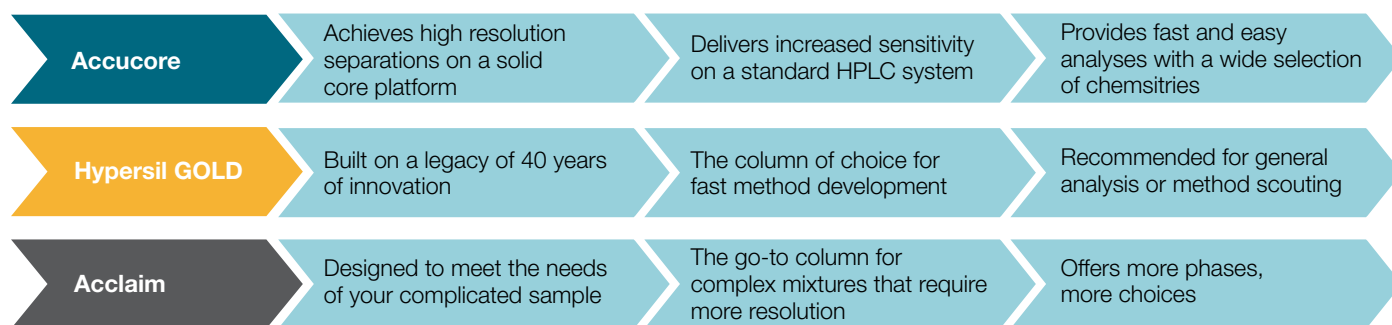 Accucore
Achieves high resolution
separations on a solid
core platform
Delivers increased sensitivity
on a standard HPLC system
Provides fast and easy
analyses with a wide selection
of chemsitries
Hypersil GOLD
Built on a legacy of 40 years
of innovation
The column of choice for
fast method development
Recommended for general
analysis or method scouting
Acclaim
Designed to meet the needs
of your complicated sample
The go-to column for
complex mixtures that require
more resolution
Offers more phases,
more choices